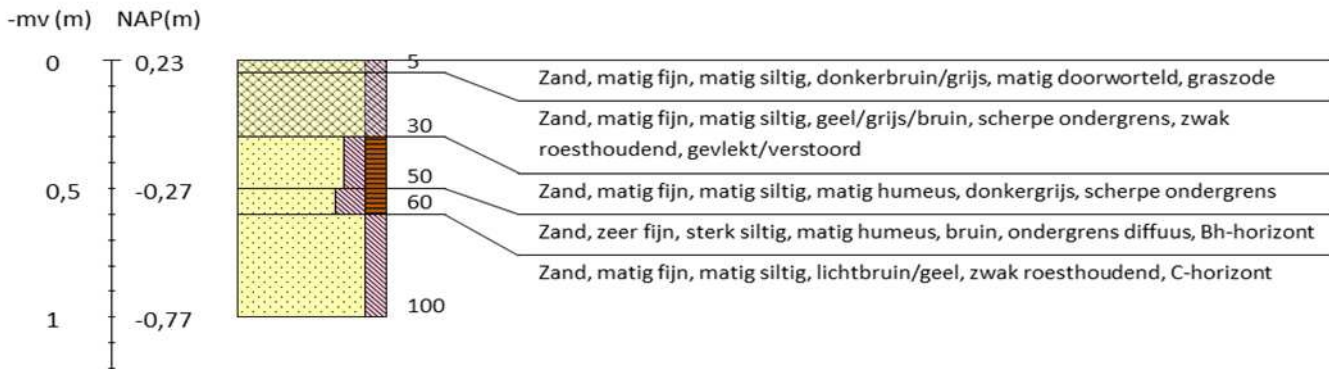 -mv (m) NAP(m)
0 0,23
5
Zand, matig fijn, matig siltig, donkerbruin/grijs, matig doorworteld, graszode
30
Zand, matig fijn, matig siltig, geel/grijs/bruin, scherpe ondergrens, zwak
roesthoudend, gevlekt/verstoord
0,5 -0,27
50
Zand, matig fijn, matig siltig, matig humeus, donkergrijs, scherpe ondergrens
60
Zand, zeer fijn, sterk siltig, matig humeus, bruin, ondergrens diffuus, Bh-horizont
Zand, matig fijn, matig siltig, lichtbruin/geel, zwak roesthoudend, C-horizont
100
1 -0,77